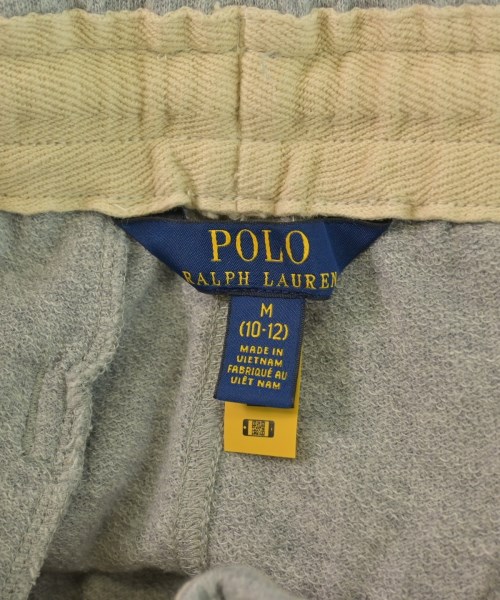 POLO
RALPH LAUREN
M
(10-12)
MADE IN
VIETNAM
FABRIQUÉ AU
VIÊT NAM